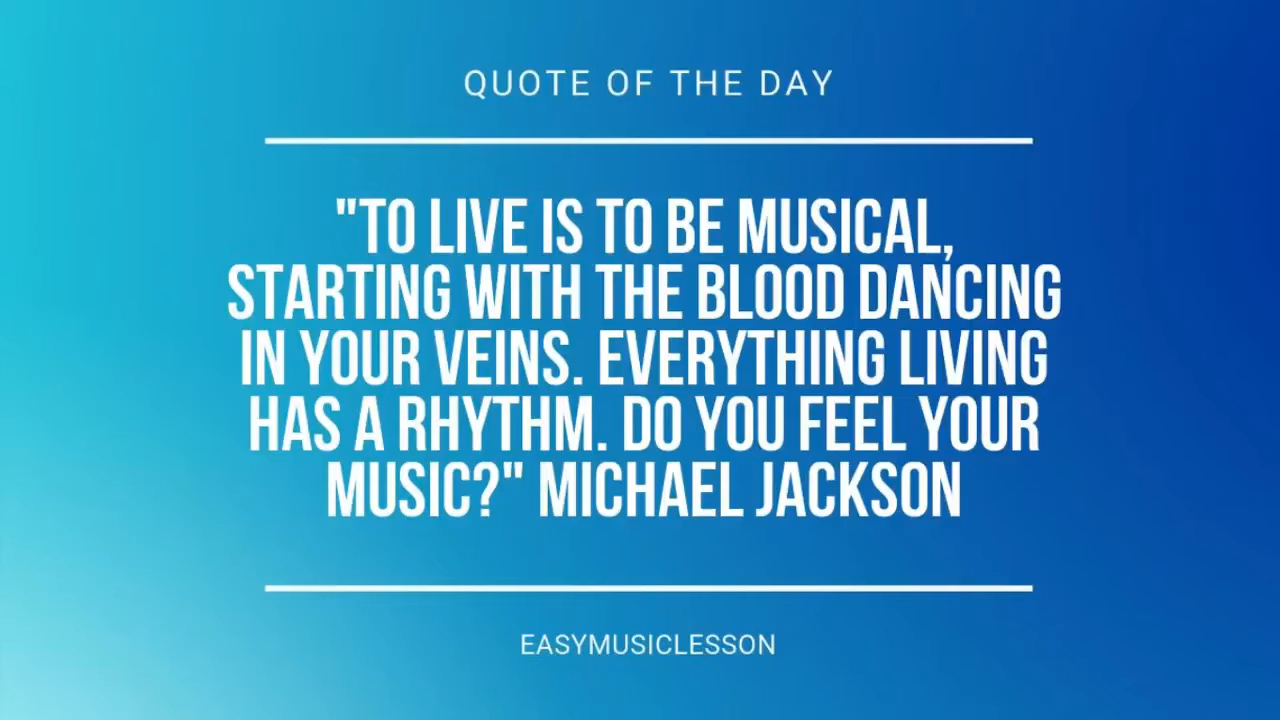 QUOTE OF THE DAY
"TO LIVE IS TO BE MUSICAL,
STARTING WITH THE BLOOD DANCING
IN YOUR VEINS. EVERYTHING LIVING
HAS A RHYTHM. DO YOU FEEL YOUR
MUSIC?" MICHAEL JACKSON
EASYMUSICLESSON